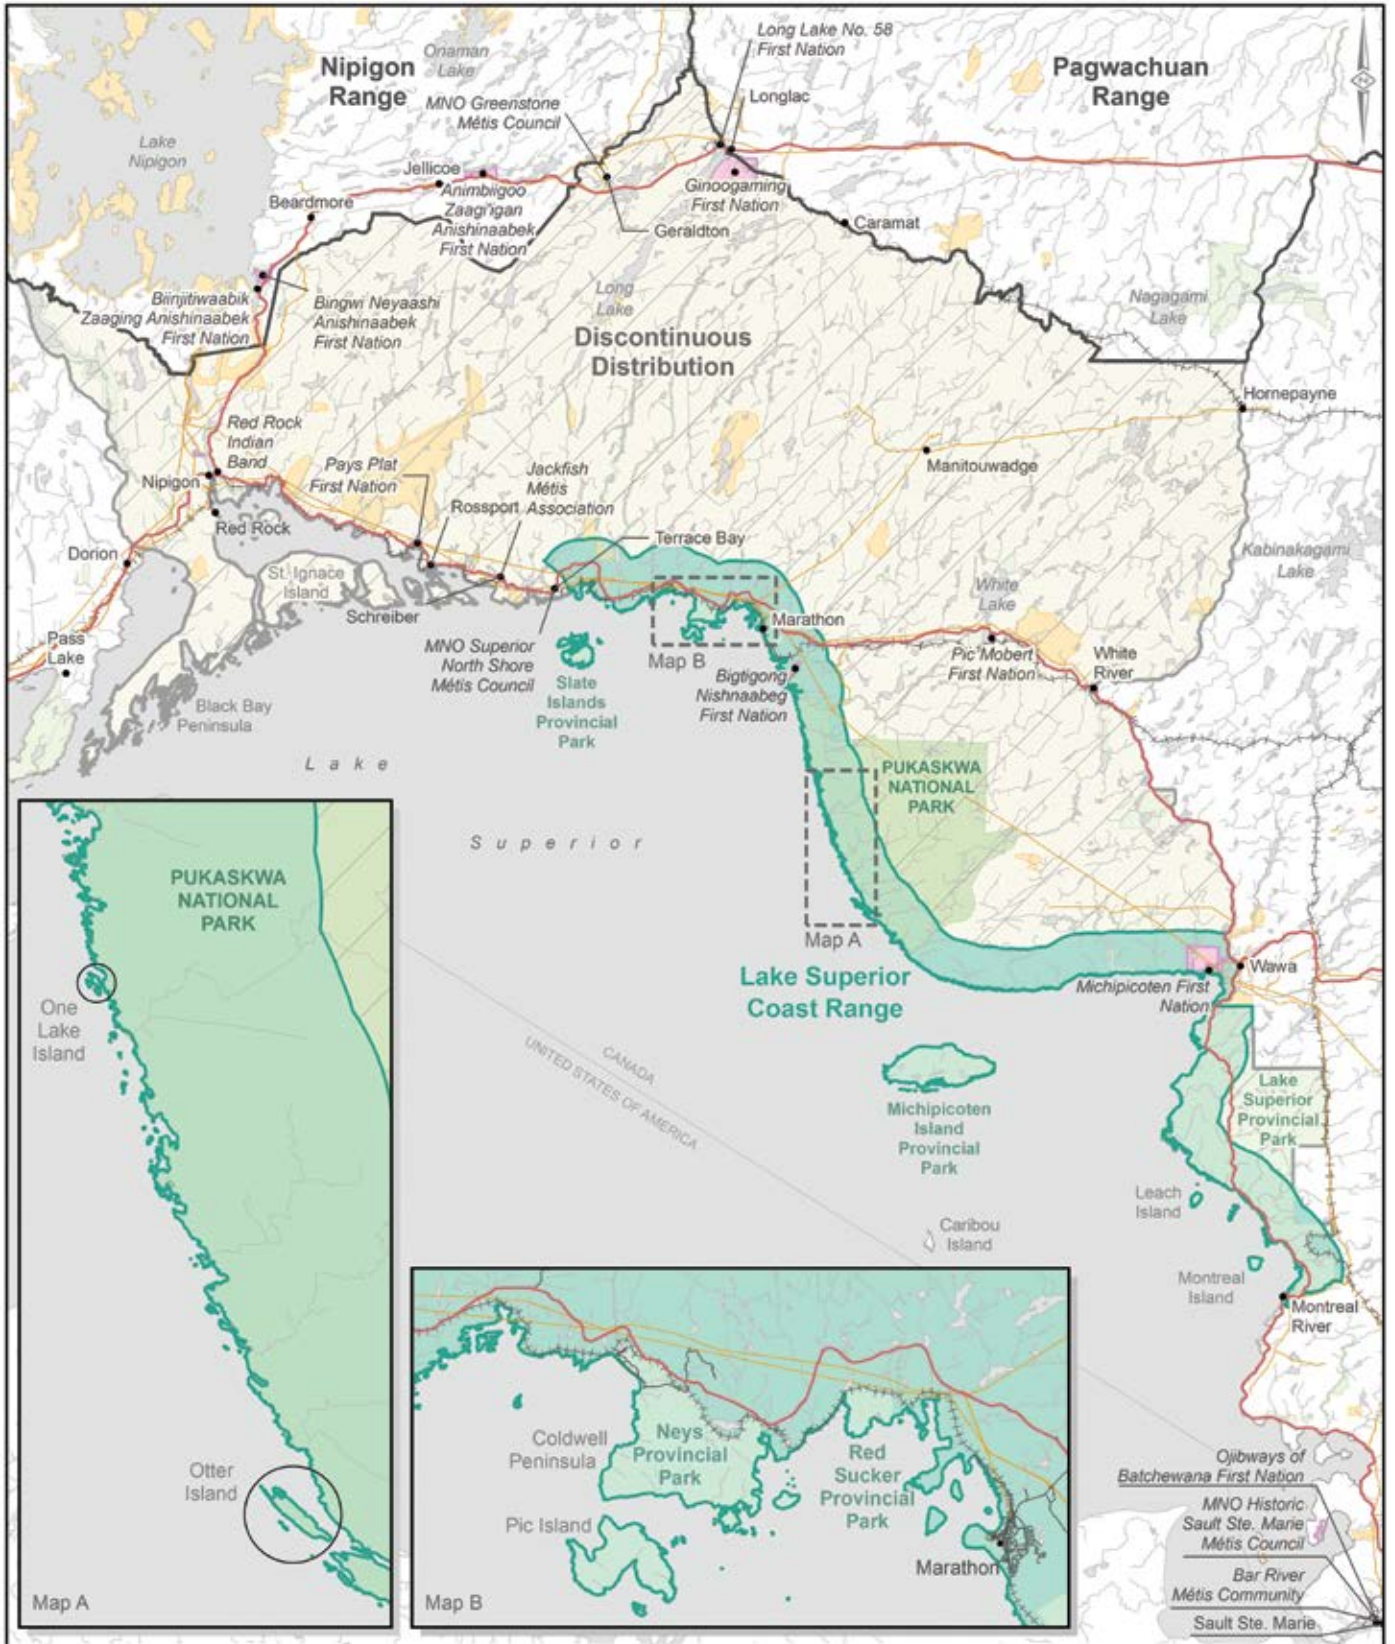 Long Lake No. 58
First Nation
Nipigon
Range
Onaman
Lake
Pagwachuan
Range
MNO Greenstone
Métis Council
Longlac
Lake
Nipigon
Jellicoe
Beardmore
Animbiigoo
Zaagi'igan
Anishinaabek
First Nation
Ginoogaming
First Nation
Geraldton
Caramat
Biinjitiwaabik
Zaaging Anishinaabek
First Nation
Bingwi Neyaashi
Anishinaabek
First Nation
Long
Lake
Nagagami
Lake
Discontinuous
Distribution
Hornepayne
Red Rock
Indian
Band
Nipigon
Pays Plat
First Nation
Jackfish
Métis
Association
Manitouwadge
Rossport
Red Rock
Dorion
Terrace Bay
Kabinakagami
Lake
St. Ignace
Island
White
Lake
Schreiber
Marathon
Pass
Lake
MNO Superior
North Shore
Métis Council
Map B
Pic Mobert
First Nation
White
River
Bigtigong
Nishnaabeg
First Nation
Slate
Islands
Provincial
Park
Black Bay
Peninsula
Lake
Superior
PUKASKWA
NATIONAL
PARK
Map A
Lake Superior
Coast Range
Wawa
Michipicoten First
Nation
CANADA
UNITED STATES OF AMERICA
Michipicoten
Island
Provincial
Park
Lake
Superior
Provincial
Park
Leach
Island
Caribou
Island
Montreal
Island
Montreal
River
PUKASKWA
NATIONAL
PARK
One
Lake
Island
Otter
Island
Map A
Coldwell
Peninsula
Neys
Provincial
Park
Red
Sucker
Provincial
Park
Pic Island
Marathon
Map B
Ojibways of
Batchewana First Nation
MNO Historic
Sault Ste. Marie
Métis Council
Bar River
Métis Community
Sault Ste. Marie